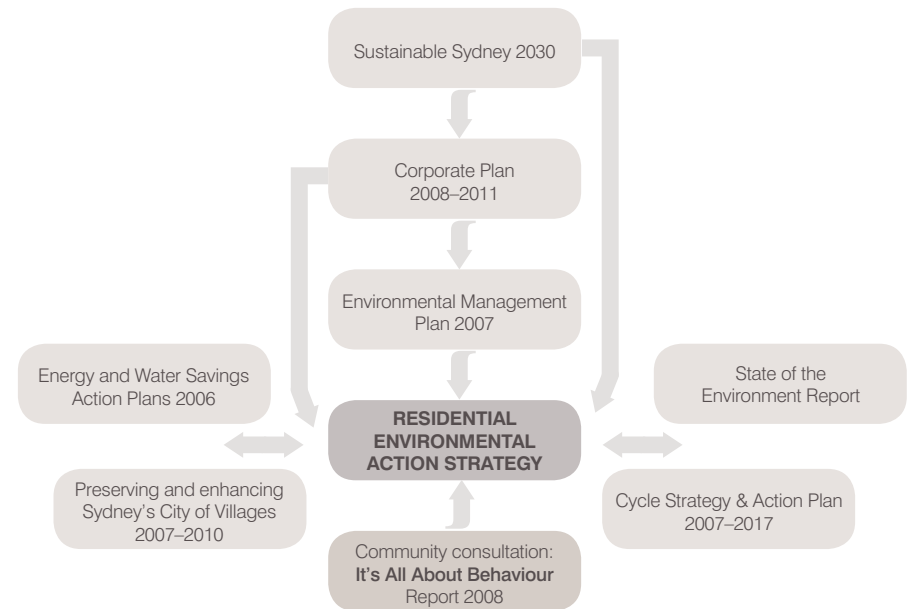 Sustainable Sydney 2030
Corporate Plan
2008–2011
Environmental Management
Plan 2007
Energy and Water Savings
Action Plans 2006
State of the
Environment Report
RESIDENTIAL
ENVIRONMENTAL
ACTION STRATEGY
Preserving and enhancing
Sydney’s City of Villages
2007–2010
Cycle Strategy & Action Plan
2007–2017
Community consultation:
It’s All About Behaviour
Report 2008